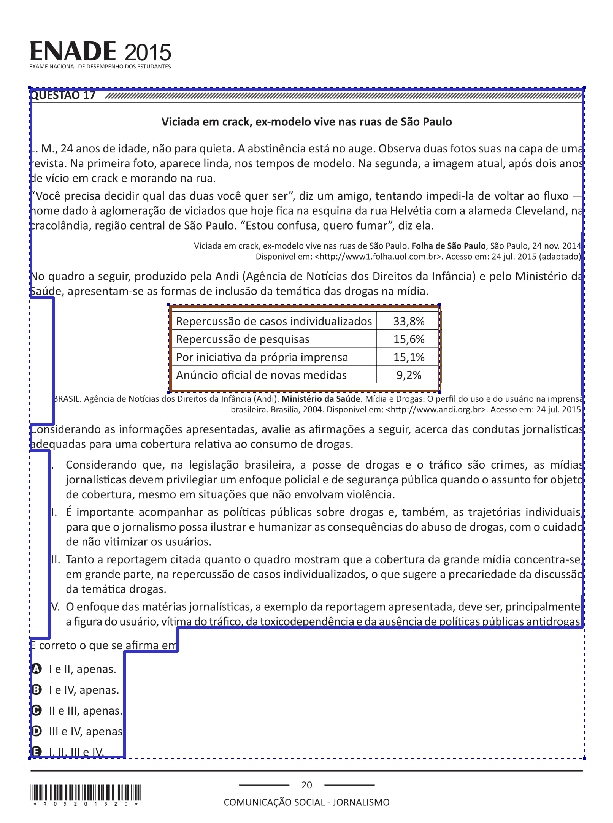 ENADE 2015
EXAME NACIONAL DE DESEMPENHO DOS ESTUDANTES
QUESTÃO 17
Viciada em crack, ex-modelo vive nas ruas de São Paulo
L. M., 24 anos de idade, não para quieta. A abstinência está no auge. Observa duas fotos suas na capa de uma
revista. Na primeira foto, aparece linda, nos tempos de modelo. Na segunda, a imagem atual, após dois anos
de vício em crack e morando na rua.
“Você precisa decidir qual das duas você quer ser”, diz um amigo, tentando impedi-la de voltar ao fluxo —
nome dado à aglomeração de viciados que hoje fica na esquina da rua Helvétia com a alameda Cleveland, na
cracolândia, região central de São Paulo. “Estou confusa, quero fumar”, diz ela.
Viciada em crack, ex-modelo vive nas ruas de São Paulo. Folha de São Paulo, São Paulo, 24 nov. 2014
Disponível em: <http://www1.folha.uol.com.br>. Acesso em: 24 jul. 2015 (adaptado)
No quadro a seguir, produzido pela Andi (Agência de Notícias dos Direitos da Infância) e pelo Ministério da
Saúde, apresentam-se as formas de inclusão da temática das drogas na mídia.
Repercussão de casos individualizados 33,8%
Repercussão de pesquisas 15,6%
Por iniciativa da própria imprensa 15,1%
Anúncio oficial de novas medidas 9,2%
BRASIL. Agência de Notícias dos Direitos da Infância (Andi). Ministério da Saúde. Mídia e Drogas: O perfil do uso e do usuário na imprensa
brasileira. Brasília, 2004. Disponível em: <http://www.andi.org.br>. Acesso em: 24 jul. 2015
Considerando as informações apresentadas, avalie as afirmações a seguir, acerca das condutas jornalísticas
adequadas para uma cobertura relativa ao consumo de drogas.
I. Considerando que, na legislação brasileira, a posse de drogas e o tráfico são crimes, as mídias
jornalísticas devem privilegiar um enfoque policial e de segurança pública quando o assunto for objeto
de cobertura, mesmo em situações que não envolvam violência.
II. É importante acompanhar as políticas públicas sobre drogas e, também, as trajetórias individuais,
para que o jornalismo possa ilustrar e humanizar as consequências do abuso de drogas, com o cuidado
de não vitimizar os usuários.
III. Tanto a reportagem citada quanto o quadro mostram que a cobertura da grande mídia concentra-se,
em grande parte, na repercussão de casos individualizados, o que sugere a precariedade da discussão
da temática drogas.
IV. O enfoque das matérias jornalísticas, a exemplo da reportagem apresentada, deve ser, principalmente,
a figura do usuário, vítima do tráfico, da toxicodependência e da ausência de políticas públicas antidrogas.
É correto o que se afirma em
A I e II, apenas.
B I e IV, apenas.
C II e III, apenas.
D III e IV, apenas
E I, II, III e IV.
20
COMUNICAÇÃO SOCIAL - JORNALISMO